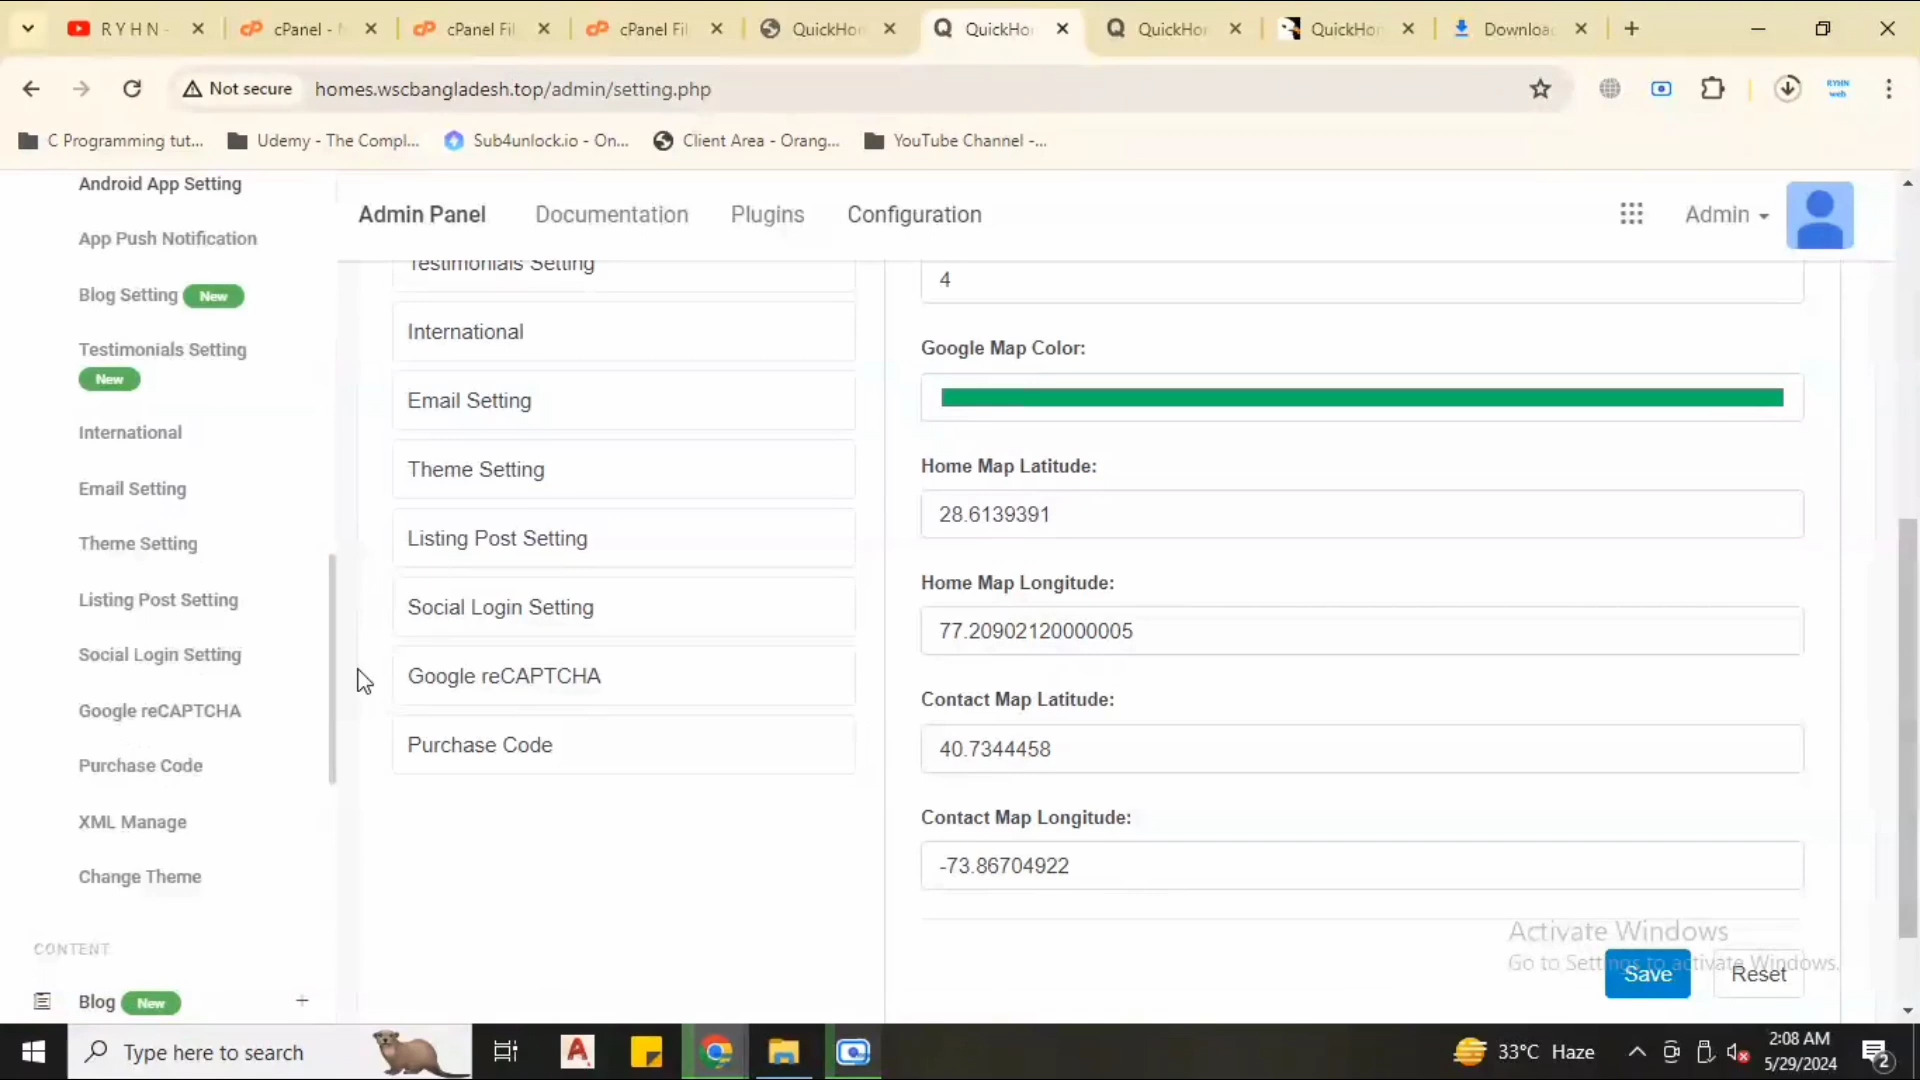 R Y H N -
cPanel -
cPanel Fil
cPanel Fil
QuickHo
QuickHo
QuickHo
QuickHo
Downloa
Not secure
homes.wscbangladesh.top/admin/setting.php
RYHN
web
C Programming tut...
Udemy - The Compl...
Sub4unlock.io - On...
Client Area - Orang...
YouTube Channel -...
Android App Setting
App Push Notification
Blog Setting New
Testimonials Setting
New
International
Email Setting
Theme Setting
Listing Post Setting
Social Login Setting
Google reCAPTCHA
Purchase Code
XML Manage
Change Theme
CONTENT
Blog New
Admin Panel
Documentation
Plugins
Configuration
Admin
Testimonials Setting
International
Email Setting
Theme Setting
Listing Post Setting
Social Login Setting
Google reCAPTCHA
Purchase Code
4
Google Map Color:
Home Map Latitude:
28.6139391
Home Map Longitude:
77.20902120000005
Contact Map Latitude:
40.7344458
Contact Map Longitude:
-73.86704922
Activate Windows
Go to Settings to activate Windows.
Save
Reset
Type here to search
33°C Haze
2:08 AM
5/29/2024
2